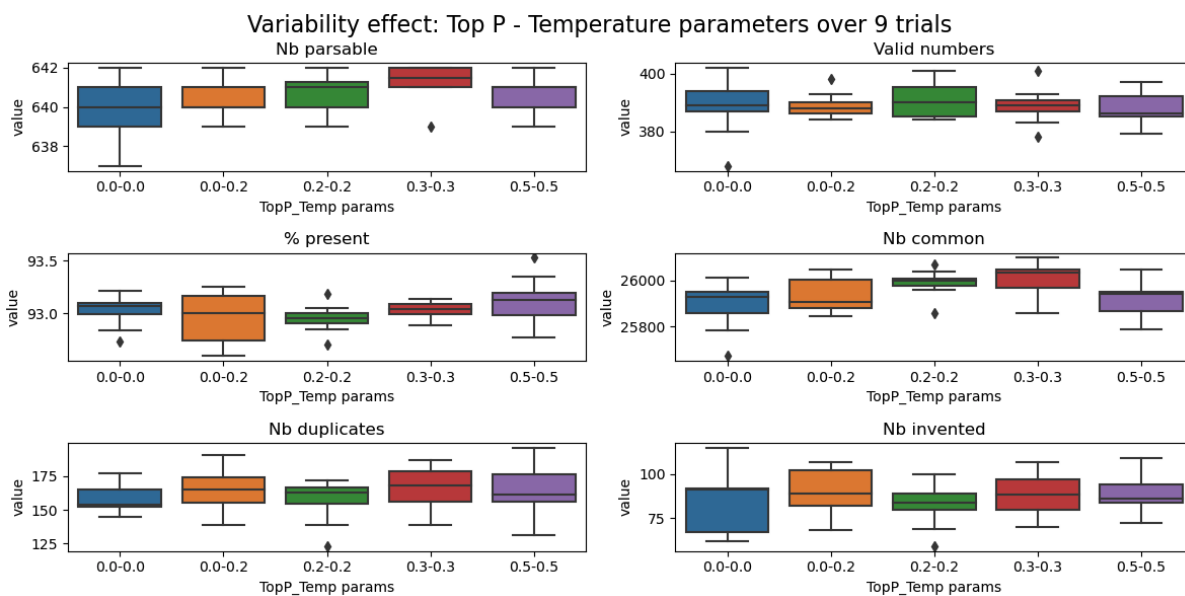 Variability effect: Top P - Temperature parameters over 9 trials
Nb parsable
642
640
638
value
0.0-0.0 0.0-0.2 0.2-0.2 0.3-0.3 0.5-0.5
TopP_Temp params
Valid numbers
400
380
value
0.0-0.0 0.0-0.2 0.2-0.2 0.3-0.3 0.5-0.5
TopP_Temp params
% present
93.5
93.0
value
0.0-0.0 0.0-0.2 0.2-0.2 0.3-0.3 0.5-0.5
TopP_Temp params
Nb common
26000
25800
value
0.0-0.0 0.0-0.2 0.2-0.2 0.3-0.3 0.5-0.5
TopP_Temp params
Nb duplicates
175
150
125
value
0.0-0.0 0.0-0.2 0.2-0.2 0.3-0.3 0.5-0.5
TopP_Temp params
Nb invented
100
75
value
0.0-0.0 0.0-0.2 0.2-0.2 0.3-0.3 0.5-0.5
TopP_Temp params